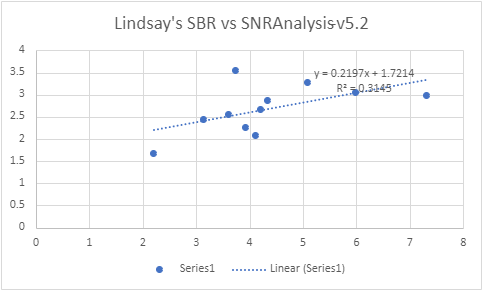 Lindsay's SBR vs SNRAnalysis-v5.2
4
3.5
3
2.5
2
1.5
1
0.5
0
y = 0.2197x + 1.7214
R² = 0.3145
0 1 2 3 4 5 6 7 8
Series1 Linear (Series1)